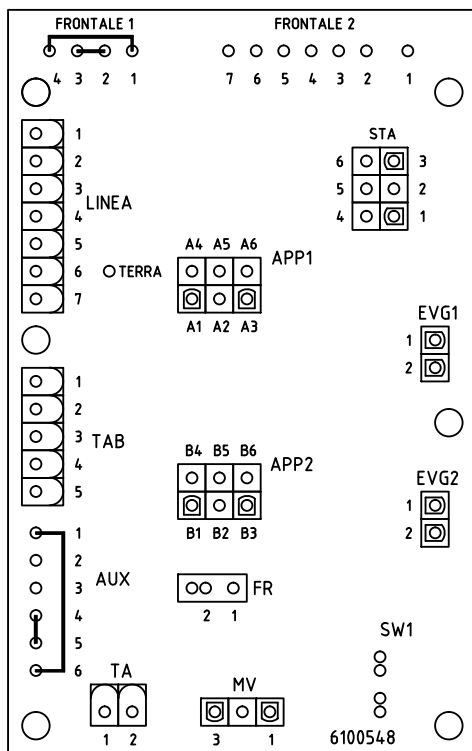 FRONTALE 1 FRONTALE 2
4 3 2 1 7 6 5 4 3 2 1
STA
1
2
3
4
5
6
7
LINEA
6 3
5 2
4 1
TERRA
A4 A5 A6
APP1
A1 A2 A3
EVG1
1
2
1
2
3
4
5
TAB
B4 B5 B6
APP2
B1 B2 B3
EVG2
1
2
1
2
3
4
5
6
AUX
FR
2 1
SW1
TA
1 2
MV
3 1
6100548